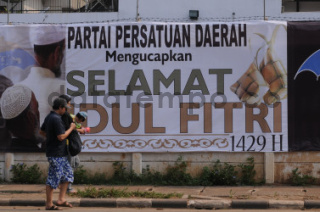 PARTAI PERSATUAN DAERAH
Mengucapkan
SELAMAT
IDUL FITRI
1429 H